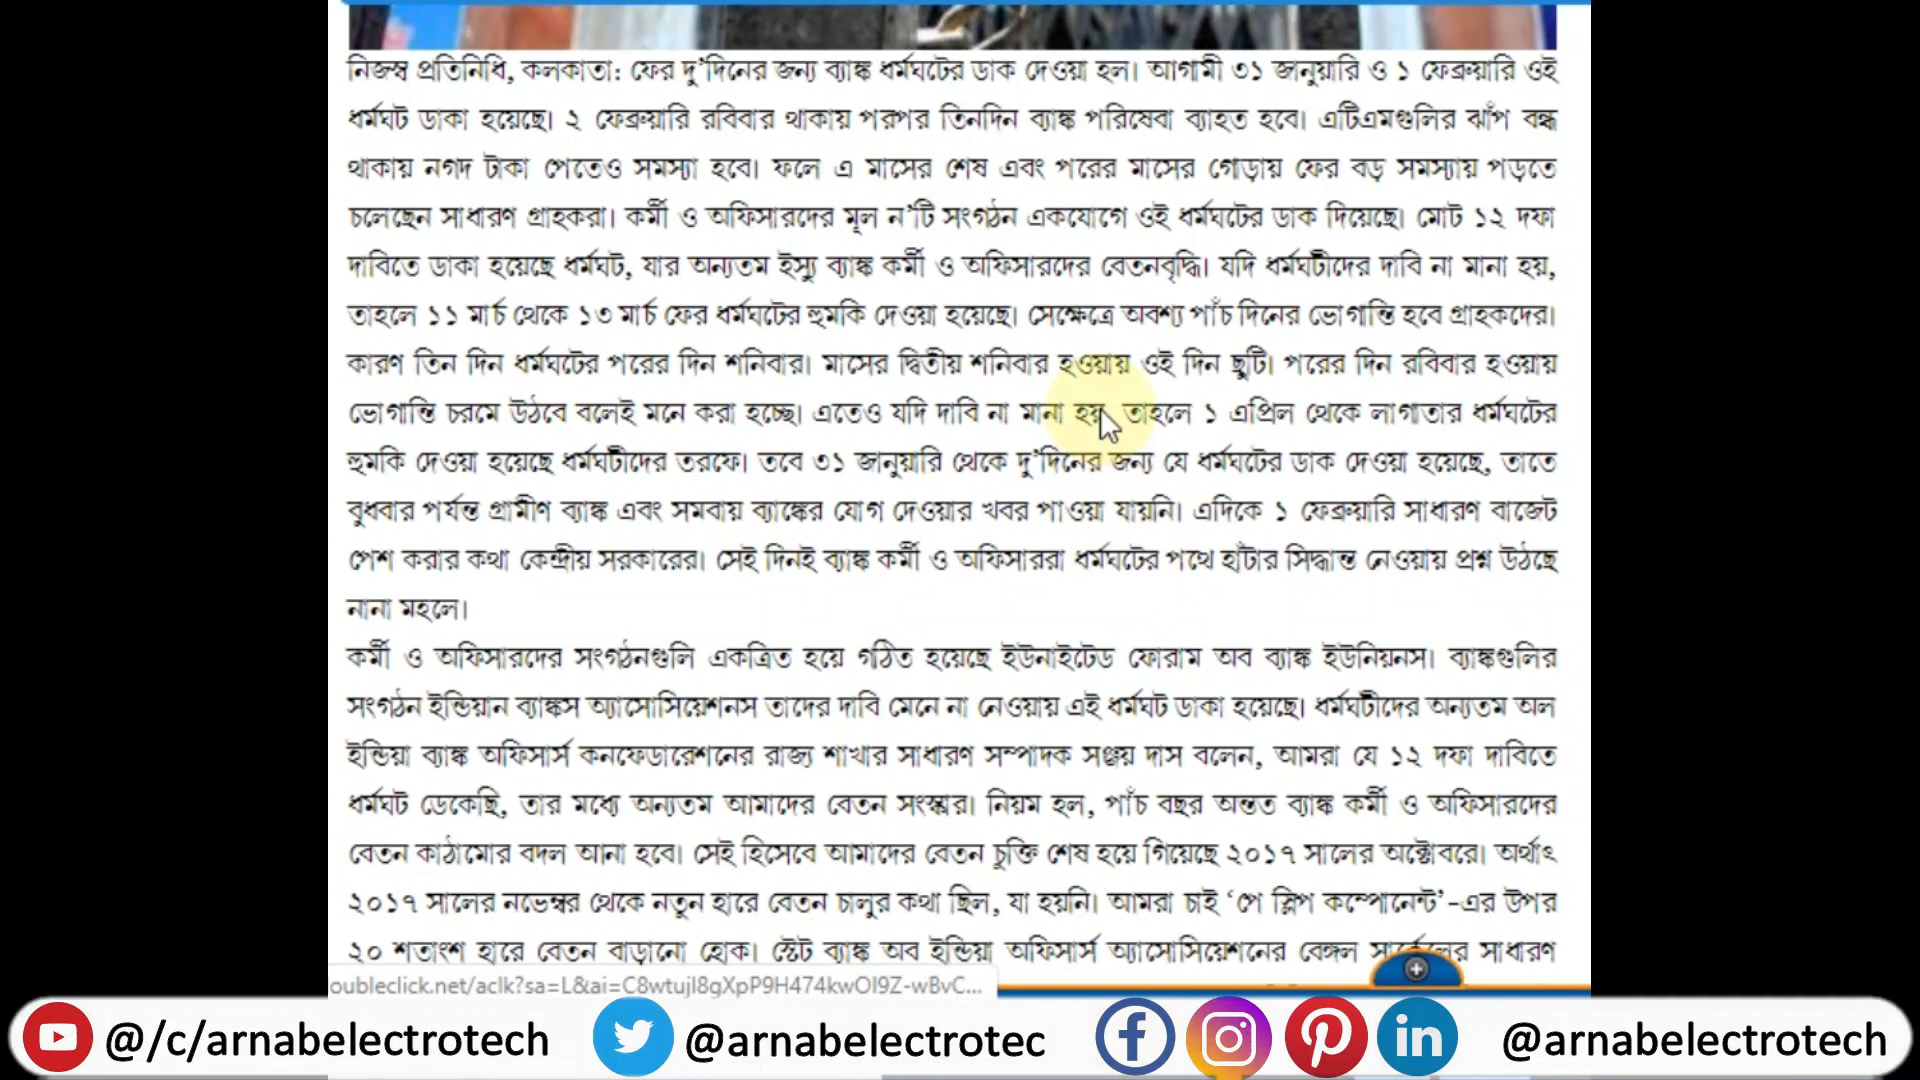 নিজস্ব প্রতিনিধি, কলকাতা: ফের দু'দিনের জন্য ব্যাঙ্ক ধর্মঘটের ডাক দেওয়া হল। আগামী ৩১ জানুয়ারি ও ১ ফেব্রুয়ারি ওই
ধর্মঘট ডাকা হয়েছে। ২ ফেব্রুয়ারি রবিবার থাকায় পরপর তিনদিন ব্যাঙ্ক পরিষেবা ব্যাহত হবে। এটিএমগুলির ঝাঁপ বন্ধ
থাকায় নগদ টাকা পেতেও সমস্যা হবে। ফলে এ মাসের শেষ এবং পরের মাসের গোড়ায় ফের বড় সমস্যায় পড়তে
চলেছেন সাধারণ গ্রাহকরা। কর্মী ও অফিসারদের মূল ন'টি সংগঠন একযোগে ওই ধর্মঘটের ডাক দিয়েছে। মোট ১২ দফা
দাবিতে ডাকা হয়েছে ধর্মঘট, যার অন্যতম ইস্যু ব্যাঙ্ক কর্মী ও অফিসারদের বেতনবৃদ্ধি। যদি ধর্মঘটীদের দাবি না মানা হয়,
তাহলে ১১ মার্চ থেকে ১৩ মার্চ ফের ধর্মঘটের হুমকি দেওয়া হয়েছে। সেক্ষেত্রে অবশ্য পাঁচ দিনের ভোগান্তি হবে গ্রাহকদের।
কারণ তিন দিন ধর্মঘটের পরের দিন শনিবার। মাসের দ্বিতীয় শনিবার হওয়ায় ওই দিন ছুটি। পরের দিন রবিবার হওয়ায়
ভোগান্তি চরমে উঠবে বলেই মনে করা হচ্ছে। এতেও যদি দাবি না মানা হয়, তাহলে ১ এপ্রিল থেকে লাগাতার ধর্মঘটের
হুমকি দেওয়া হয়েছে ধর্মঘটীদের তরফে। তবে ৩১ জানুয়ারি থেকে দু'দিনের জন্য যে ধর্মঘটের ডাক দেওয়া হয়েছে, তাতে
বুধবার পর্যন্ত গ্রামীণ ব্যাঙ্ক এবং সমবায় ব্যাঙ্কের যোগ দেওয়ার খবর পাওয়া যায়নি। এদিকে ১ ফেব্রুয়ারি সাধারণ বাজেট
পেশ করার কথা কেন্দ্রীয় সরকারের। সেই দিনই ব্যাঙ্ক কর্মী ও অফিসাররা ধর্মঘটের পথে হাঁটার সিদ্ধান্ত নেওয়ায় প্রশ্ন উঠছে
নানা মহলে।
কর্মী ও অফিসারদের সংগঠনগুলি একত্রিত হয়ে গঠিত হয়েছে ইউনাইটেড ফোরাম অব ব্যাঙ্ক ইউনিয়নস। ব্যাঙ্কগুলির
সংগঠন ইন্ডিয়ান ব্যাঙ্কস অ্যাসোসিয়েশনস তাদের দাবি মেনে না নেওয়ায় এই ধর্মঘট ডাকা হয়েছে। ধর্মঘটীদের অন্যতম অল
ইন্ডিয়া ব্যাঙ্ক অফিসার্স কনফেডারেশনের রাজ্য শাখার সাধারণ সম্পাদক সঞ্জয় দাস বলেন, আমরা যে ১২ দফা দাবিতে
ধর্মঘট ডেকেছি, তার মধ্যে অন্যতম আমাদের বেতন সংস্কার। নিয়ম হল, পাঁচ বছর অন্তত ব্যাঙ্ক কর্মী ও অফিসারদের
বেতন কাঠামোর বদল আনা হবে। সেই হিসেবে আমাদের বেতন চুক্তি শেষ হয়ে গিয়েছে ২০১৭ সালের অক্টোবরে। অর্থাৎ
২০১৭ সালের নভেম্বর থেকে নতুন হারে বেতন চালুর কথা ছিল, যা হয়নি। আমরা চাই 'পে স্লিপ কম্পোনেন্ট'-এর উপর
২০ শতাংশ হারে বেতন বাড়ানো হোক। স্টেট ব্যাঙ্ক অব ইন্ডিয়া অফিসার্স অ্যাসোসিয়েশনের বেঙ্গল সার্কেলের সাধারণ
oubleclick.net/aclk?sa=L&ai=C8wtujI8gXpP9H474kwOI9Z-wBvC...
@/c/arnabelectrotech @arnabelectrotec @arnabelectrotech